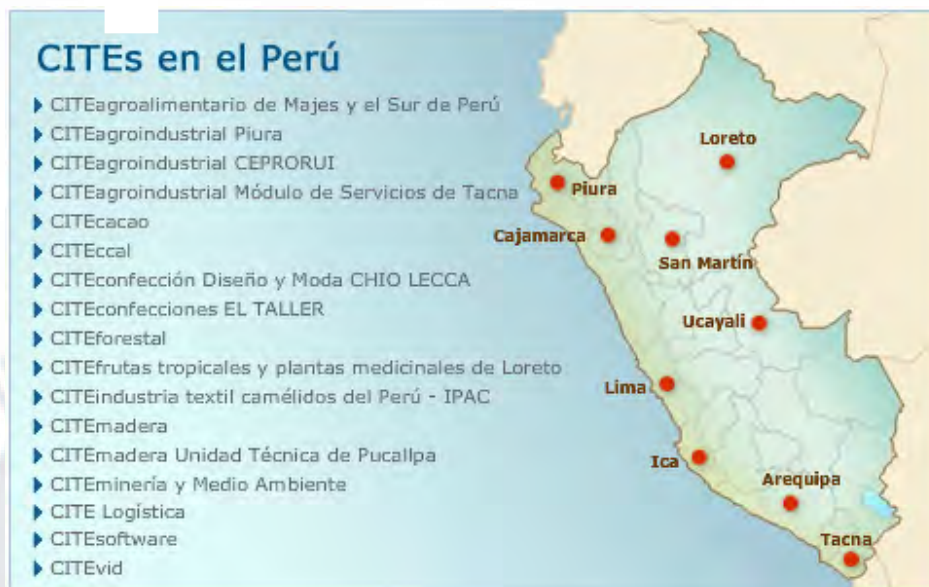 CITEs en el Perú
CITEagroalimentario de Majes y el Sur de Perú
CITEagroindustrial Piura
CITEagroindustrial CEPRORUI
CITEagroindustrial Módulo de Servicios de Tacna
CITEcacao
CITEccal
CITEconfección Diseño y Moda CHIO LECCA
CITEconfecciones EL TALLER
CITEforestal
CITEfrutas tropicales y plantas medicinales de Loreto
CITEindustria textil camélidos del Perú - IPAC
CITEmadera
CITEmadera Unidad Técnica de Pucallpa
CITEminería y Medio Ambiente
CITE Logística
CITEsoftware
CITEvid
Loreto
Piura
Cajamarca
San Martín
Ucayali
Lima
Ica
Arequipa
Tacna